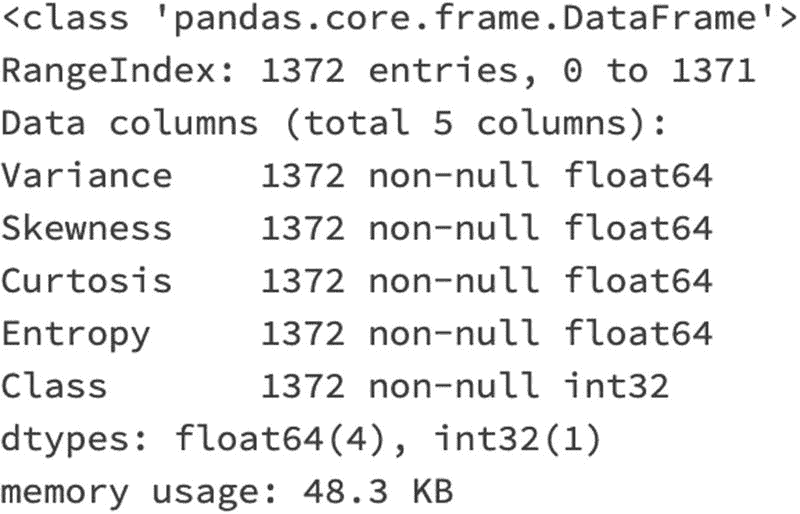 <class 'pandas.core.frame.DataFrame'>
RangeIndex: 1372 entries, 0 to 1371
Data columns (total 5 columns):
Variance    1372 non-null float64
Skewness    1372 non-null float64
Curtosis    1372 non-null float64
Entropy     1372 non-null float64
Class       1372 non-null int32
dtypes: float64(4), int32(1)
memory usage: 48.3 KB